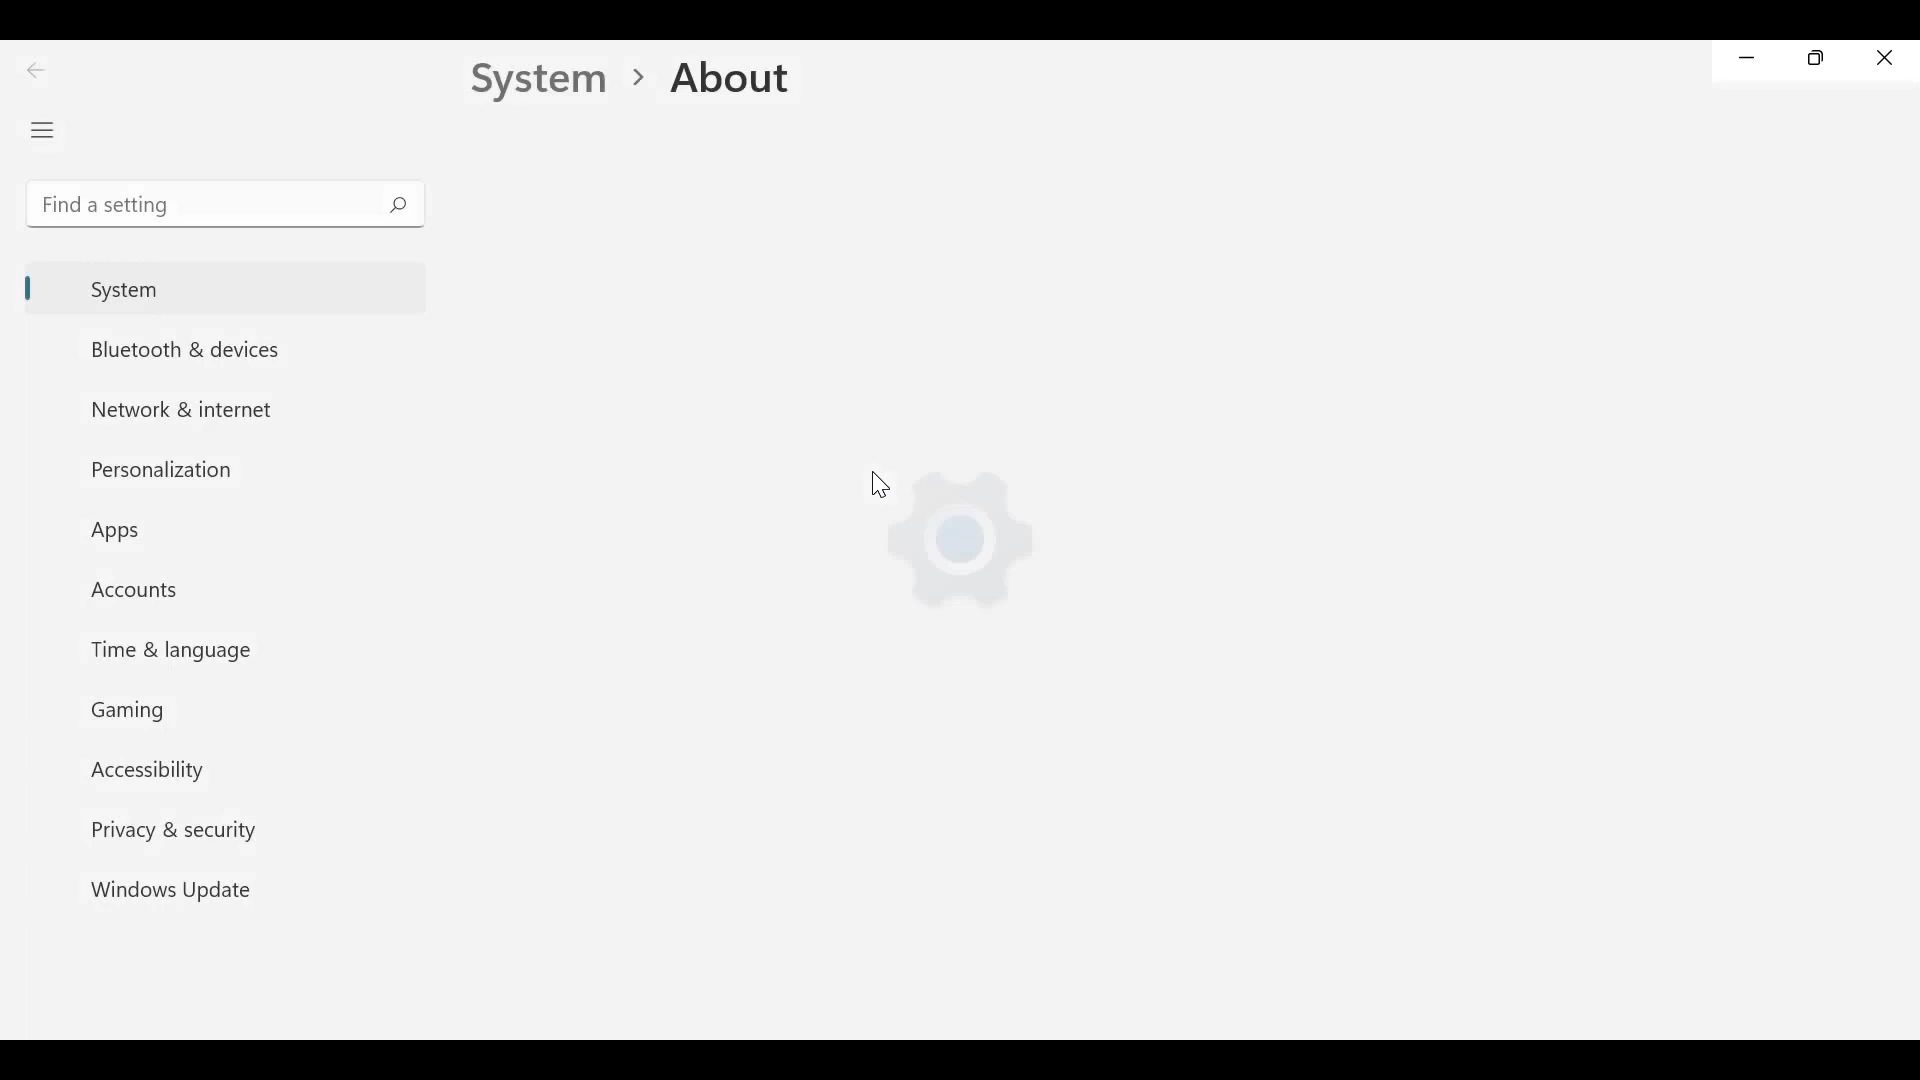 System > About
Find a setting
System
Bluetooth & devices
Network & internet
Personalization
Apps
Accounts
Time & language
Gaming
Accessibility
Privacy & security
Windows Update